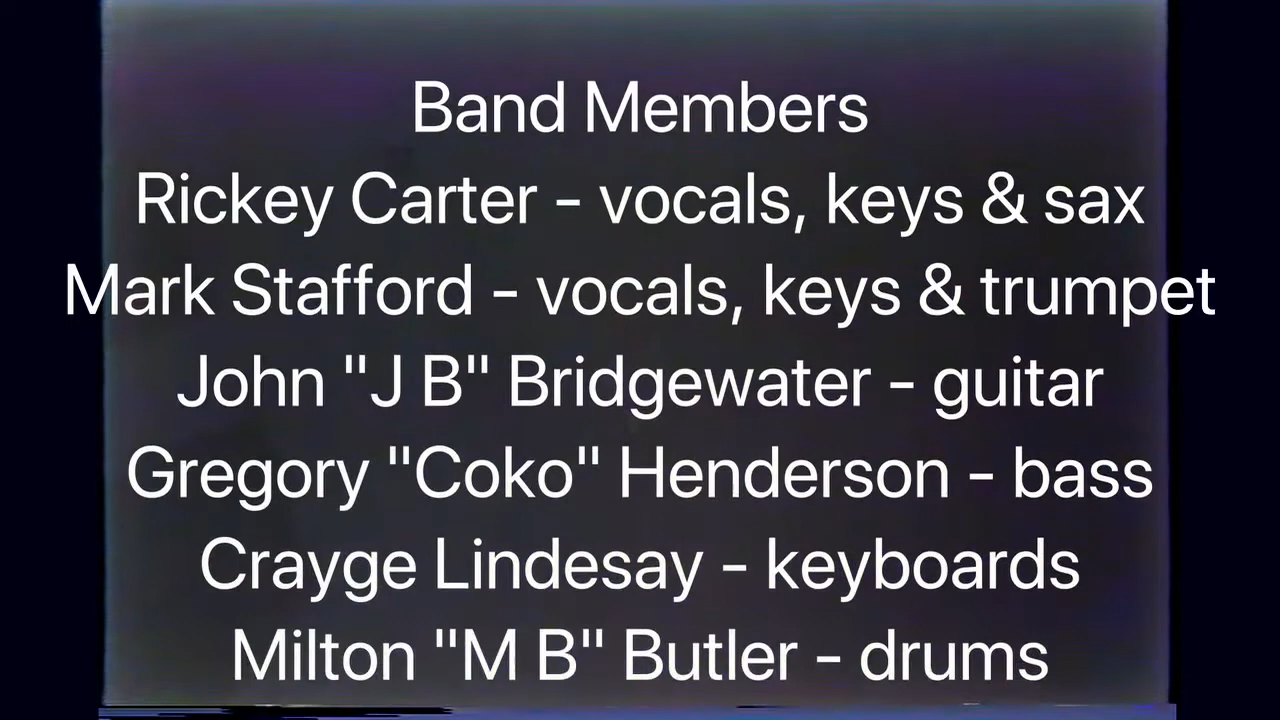 Band Members
Rickey Carter - vocals, keys & sax
Mark Stafford - vocals, keys & trumpet
John "J B" Bridgewater - guitar
Gregory "Coko" Henderson - bass
Crayge Lindesay - keyboards
Milton "M B" Butler - drums